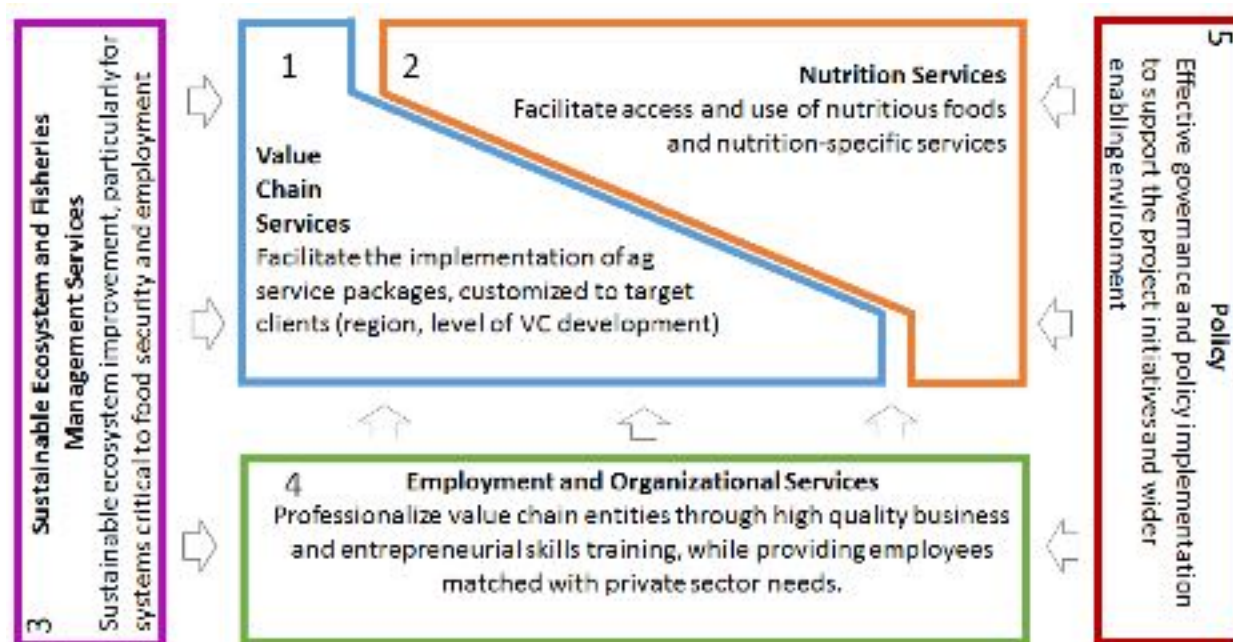 1
Value
Chain
Services
Facilitate the implementation of ag
service packages, customized to target
clients (region, level of VC development)
2
Nutrition Services
Facilitate access and use of nutritious foods
and nutrition-specific services
3
Sustainable Ecosystem and Fisheries
Management Services
Sustainable ecosystem improvement, particularly for
systems critical to food security and employment
4
Employment and Organizational Services
Professionalize value chain entities through high quality business
and entrepreneurial skills training, while providing employees
matched with private sector needs.
5
Policy
Effective governance and policy implementation
to support the project initiatives and wider
enabling environment